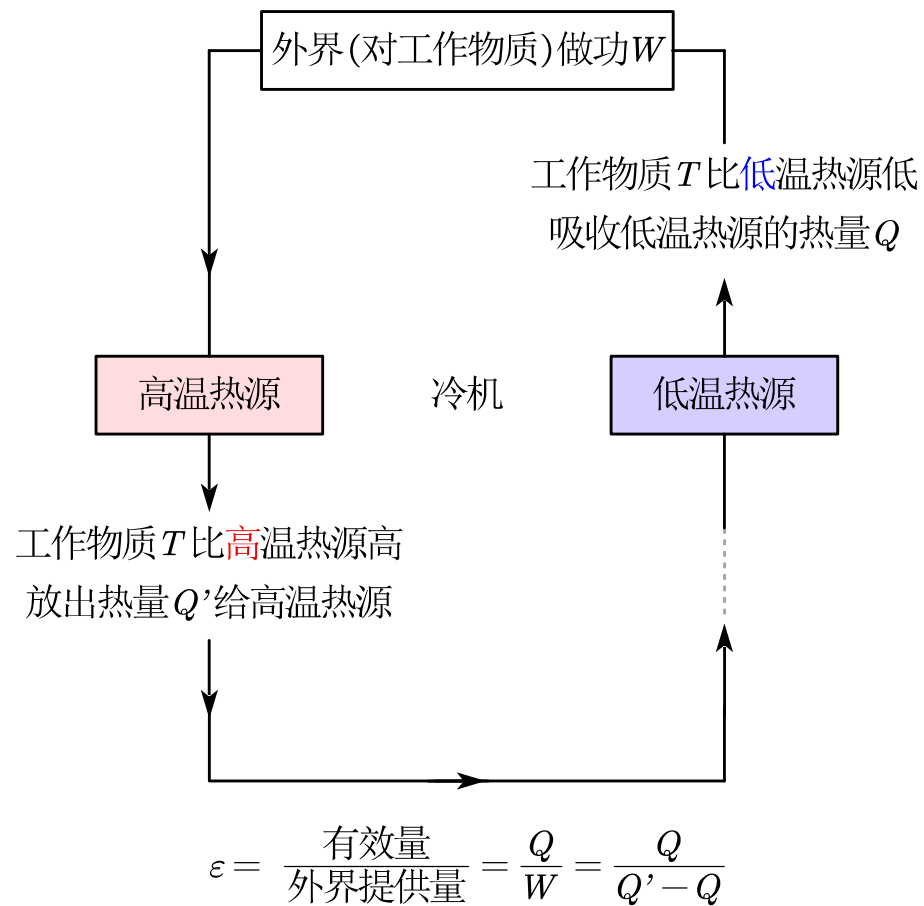 外界(对工作物质)做功W
工作物质T比低温热源低
吸收低温热源的热量Q
高温热源
冷机
低温热源
工作物质T比高温热源高
放出热量Q’给高温热源
ε = 有效量/外界提供量 = Q/W = Q/(Q’ − Q)